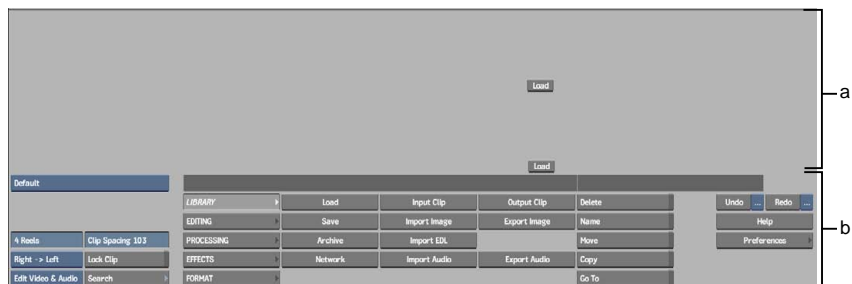 Load
a
Load
Default
LIBRARY Load Input Clip Output Clip Delete Undo ... Redo ...
EDITING Save Import Image Export Image Name Help
4 Reels Clip Spacing 103 PROCESSING Archive Import EDL Move Preferences
b
Right -> Left Lock Clip EFFECTS Network Import Audio Export Audio Copy
Edit Video & Audio Search FORMAT Go To